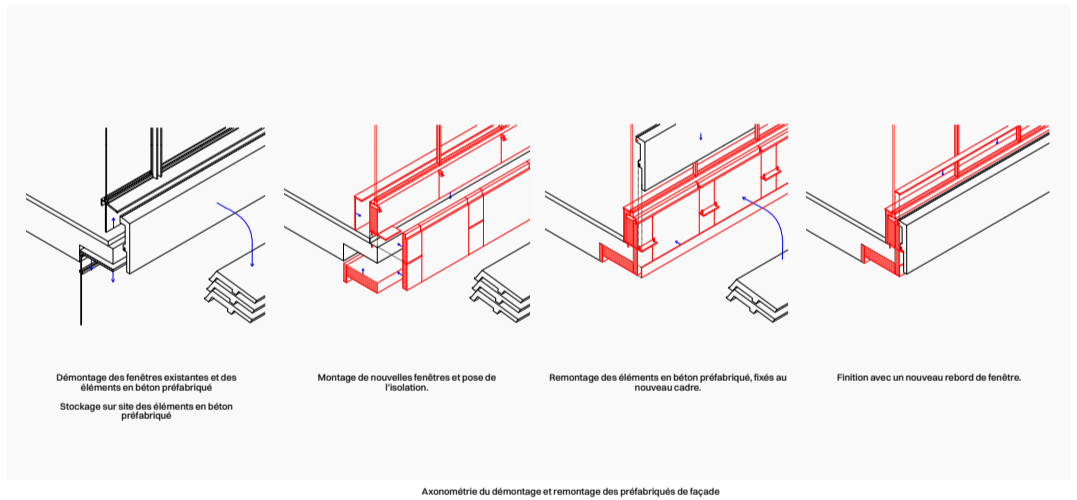 Démontage des fenêtres existantes et des
éléments en béton préfabriqué
Stockage sur site des éléments en béton
préfabriqué
Montage de nouvelles fenêtres et pose de
l'isolation.
Remontage des éléments en béton préfabriqué, fixés au
nouveau cadre.
Finition avec un nouveau rebord de fenêtre.
Axonométrie du démontage et remontage des préfabriqués de façade